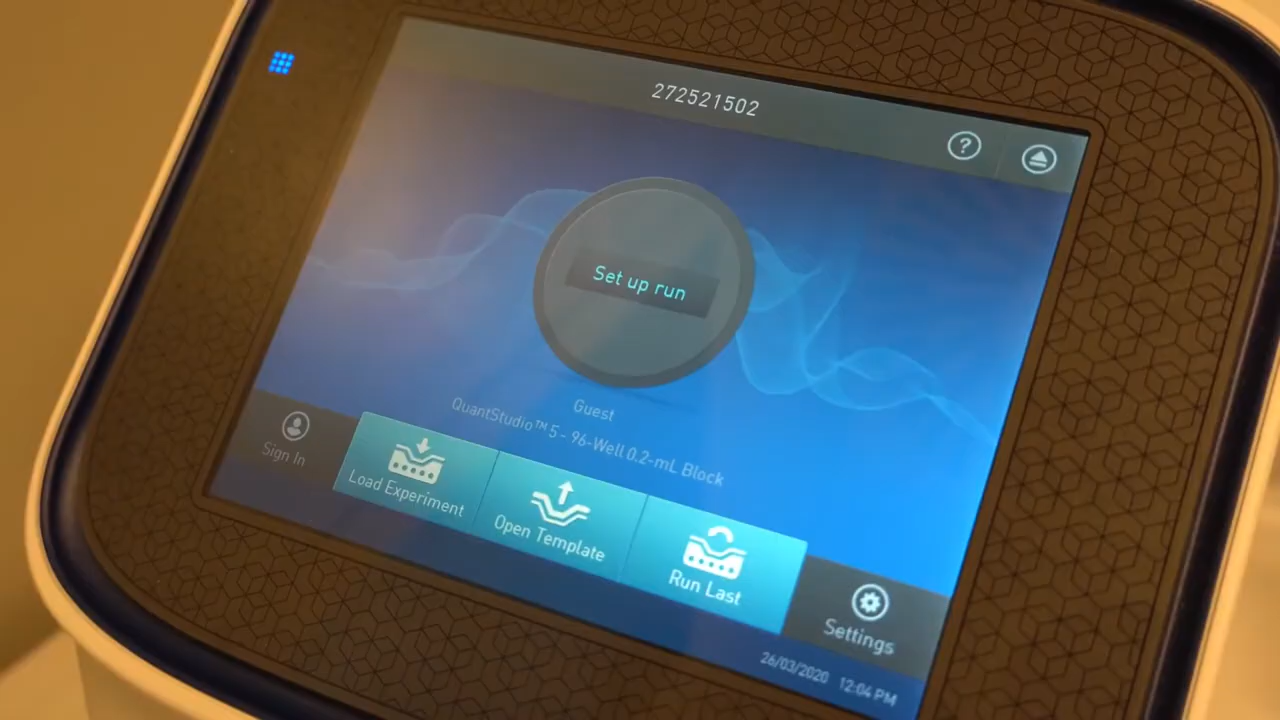 272521502
?
Set up run
Guest
QuantStudio™ 5 - 96-Well 0.2-mL Block
Sign In
Load Experiment
Open Template
Run Last
Settings
26/03/2020 12:04 PM